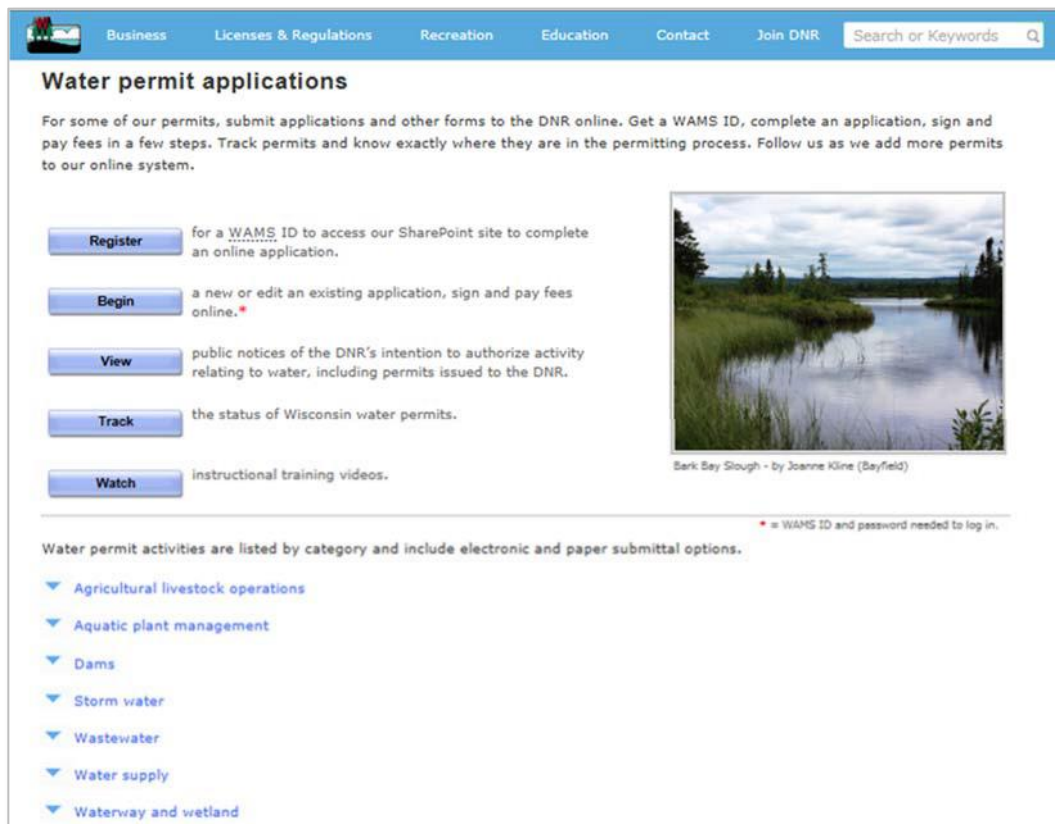 Business Licenses & Regulations Recreation Education Contact Join DNR Search or Keywords
Water permit applications
For some of our permits, submit applications and other forms to the DNR online. Get a WAMS ID, complete an application, sign and
pay fees in a few steps. Track permits and know exactly where they are in the permitting process. Follow us as we add more permits
to our online system.
Register
for a WAMS ID to access our SharePoint site to complete
an online application.
Begin
a new or edit an existing application, sign and pay fees
online.*
View
public notices of the DNR's intention to authorize activity
relating to water, including permits issued to the DNR.
Track
the status of Wisconsin water permits.
Watch
instructional training videos.
Bark Bay Slough - by Joanne Kline (Bayfield)
* = WAMS ID and password needed to log in.
Water permit activities are listed by category and include electronic and paper submittal options.
Agricultural livestock operations
Aquatic plant management
Dams
Storm water
Wastewater
Water supply
Waterway and wetland